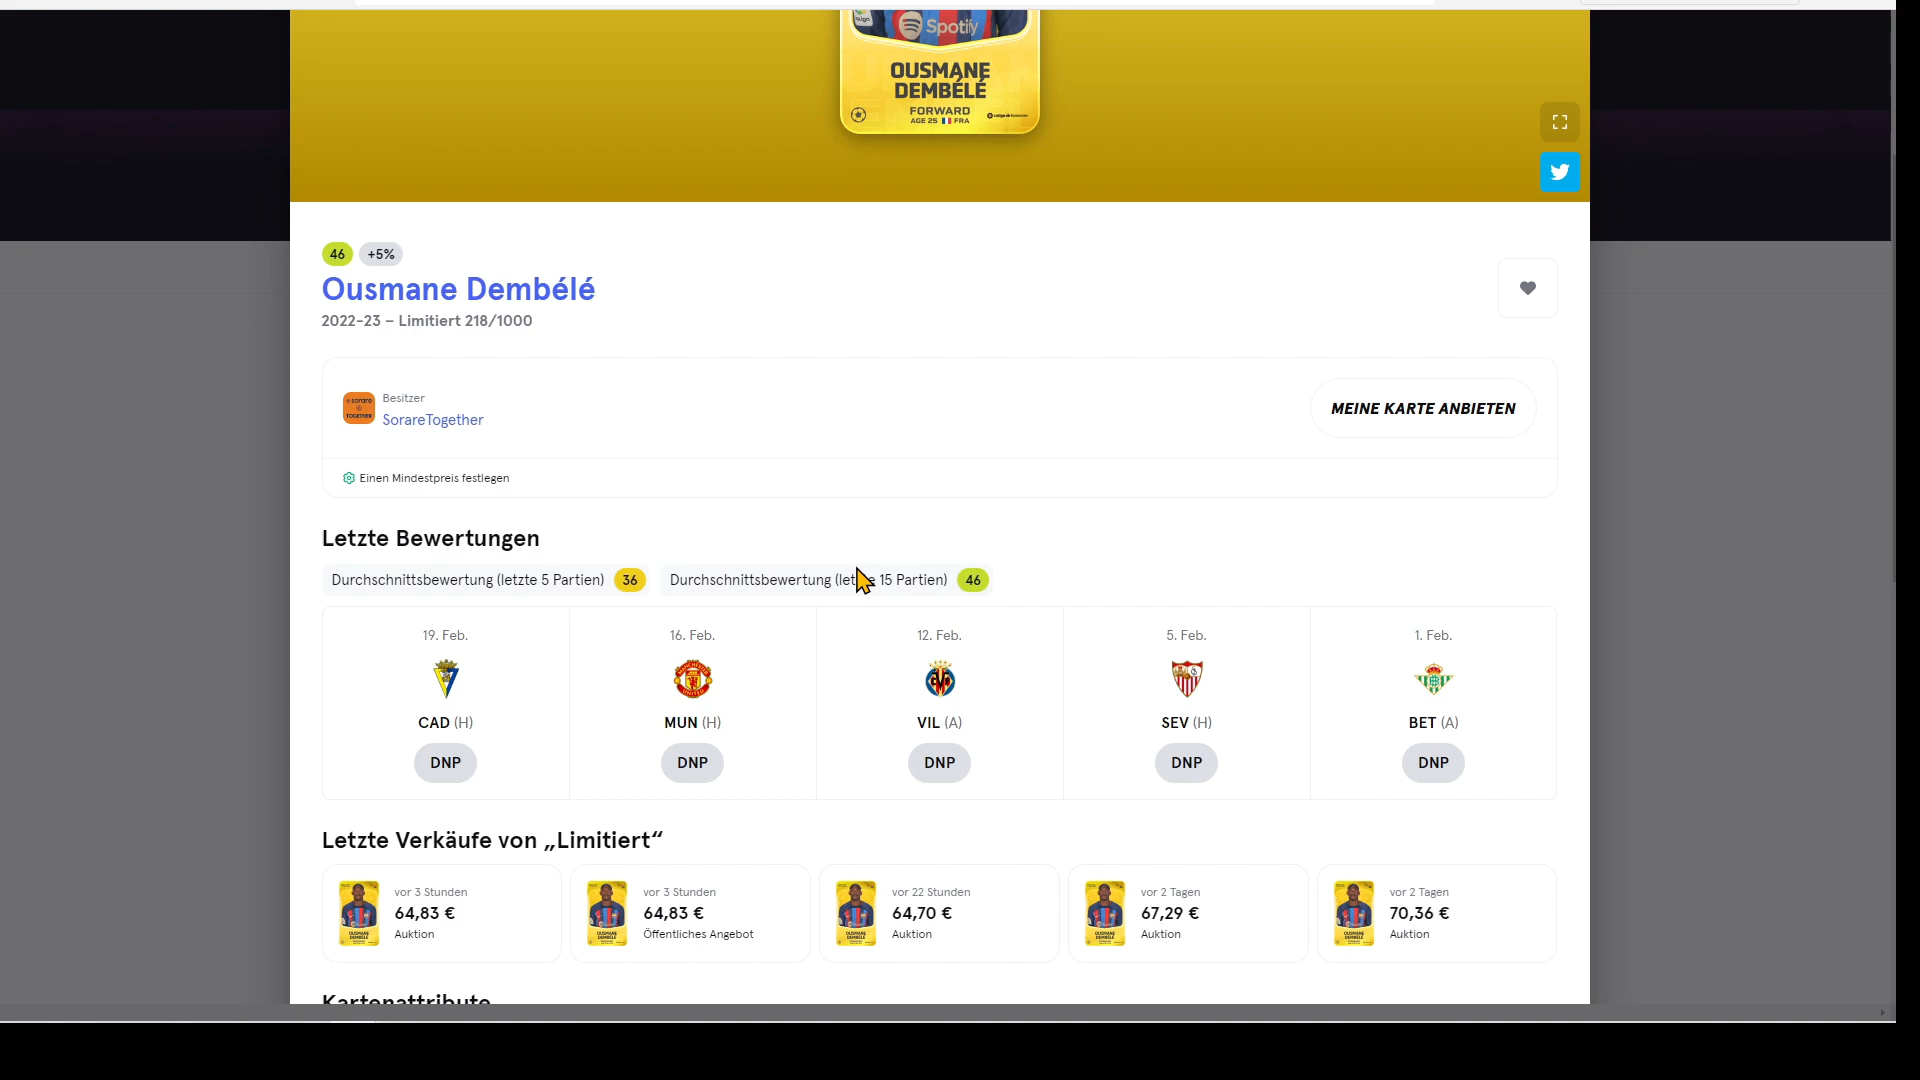 Spotify
OUSMANE
DEMBÉLÉ
FORWARD
AGE 25 FRA
46 +5%
Ousmane Dembélé
2022-23 – Limitiert 218/1000
Besitzer
SorareTogether
MEINE KARTE ANBIETEN
Einen Mindestpreis festlegen
Letzte Bewertungen
Durchschnittsbewertung (letzte 5 Partien) 36 Durchschnittsbewertung (letzte 15 Partien) 46
19. Feb. 16. Feb. 12. Feb. 5. Feb. 1. Feb.
CAD (H) MUN (H) VIL (A) SEV (H) BET (A)
DNP DNP DNP DNP DNP
Letzte Verkäufe von „Limitiert“
vor 3 Stunden vor 3 Stunden vor 22 Stunden vor 2 Tagen vor 2 Tagen
64,83 € 64,83 € 64,70 € 67,29 € 70,36 €
Auktion Öffentliches Angebot Auktion Auktion Auktion
Kartenattribute